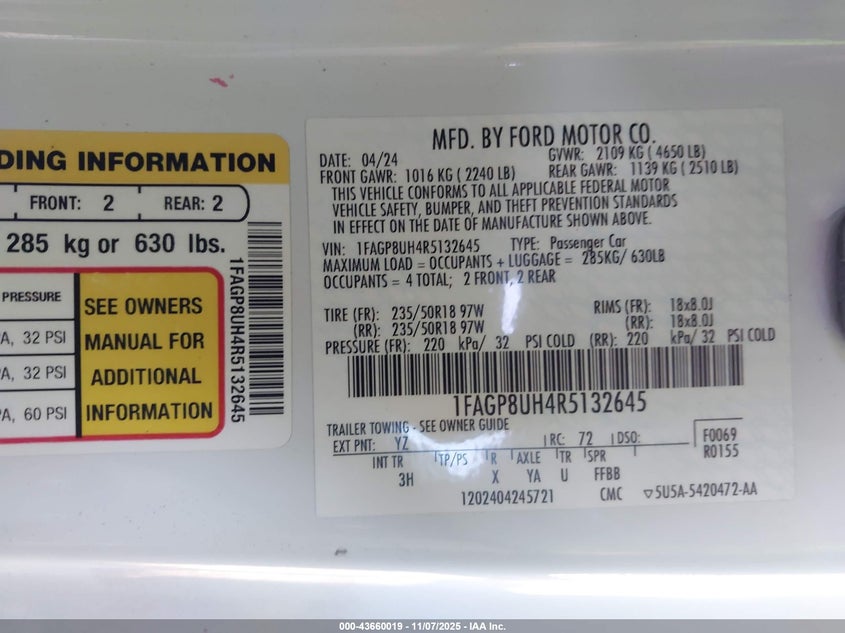 DING INFORMATION
FRONT: 2 REAR: 2
285 kg or 630 lbs.
PRESSURE
A, 32 PSI
A, 32 PSI
A, 60 PSI
SEE OWNERS
MANUAL FOR
ADDITIONAL
INFORMATION
1FAGP8UH4R5132645
MFD. BY FORD MOTOR CO.
DATE: 04/24 GVWR: 2109 KG ( 4650 LB)
FRONT GAWR: 1016 KG ( 2240 LB) REAR GAWR: 1139 KG ( 2510 LB)
THIS VEHICLE CONFORMS TO ALL APPLICABLE FEDERAL MOTOR
VEHICLE SAFETY, BUMPER, AND THEFT PREVENTION STANDARDS
IN EFFECT ON THE DATE OF MANUFACTURE SHOWN ABOVE.
VIN: 1FAGP8UH4R5132645 TYPE: Passenger Car
MAXIMUM LOAD = OCCUPANTS + LUGGAGE = 285KG/ 630LB
OCCUPANTS = 4 TOTAL; 2 FRONT, 2 REAR
TIRE (FR): 235/50R18 97W RIMS (FR): 18x8.0J
(RR): 235/50R18 97W (RR): 18x8.0J
PRESSURE (FR): 220 kPa/ 32 PSI COLD (RR): 220 kPa/ 32 PSI COLD
1FAGP8UH4R5132645
TRAILER TOWING - SEE OWNER GUIDE
EXT PNT: YZ RC: 72 DSO: F0069
INT TR TP/PS R AXLE TR SPR R0155
3H X YA U FFBB
1202404245721 CMC ▽5U5A-5420472-AA
000-43660019 - 11/07/2025 - IAA Inc.